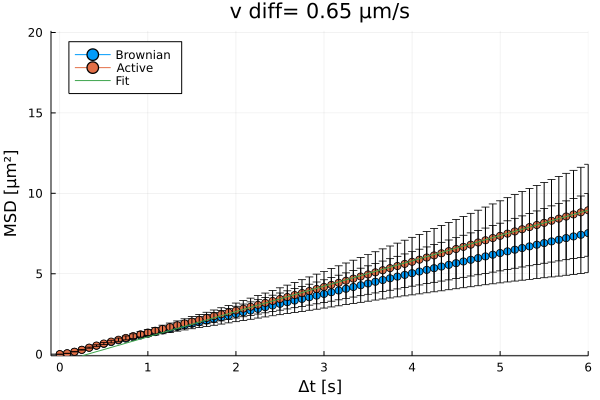 v diff= 0.65 μm/s
MSD [μm²]
20
15
10
5
0
Brownian
Active
Fit
0 1 2 3 4 5 6
Δt [s]